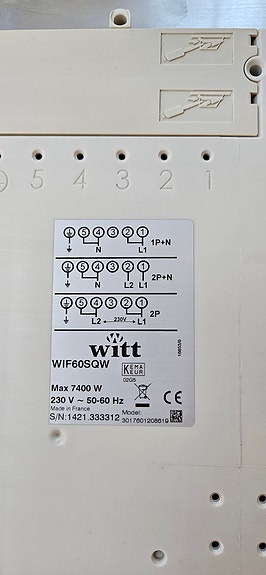 5 4 3 2 1
5 4 3 2 1 1P+N
N L1
5 4 3 2 1 2P+N
N L2 L1
5 4 3 2 1 2P
L2 230V L1
witt
WIF60SQW
KEMA
KEUR
02G5
Max 7400 W
230 V ~ 50-60 Hz
CE
Made in France
S/N:1421.333312
Model:
3017601208619